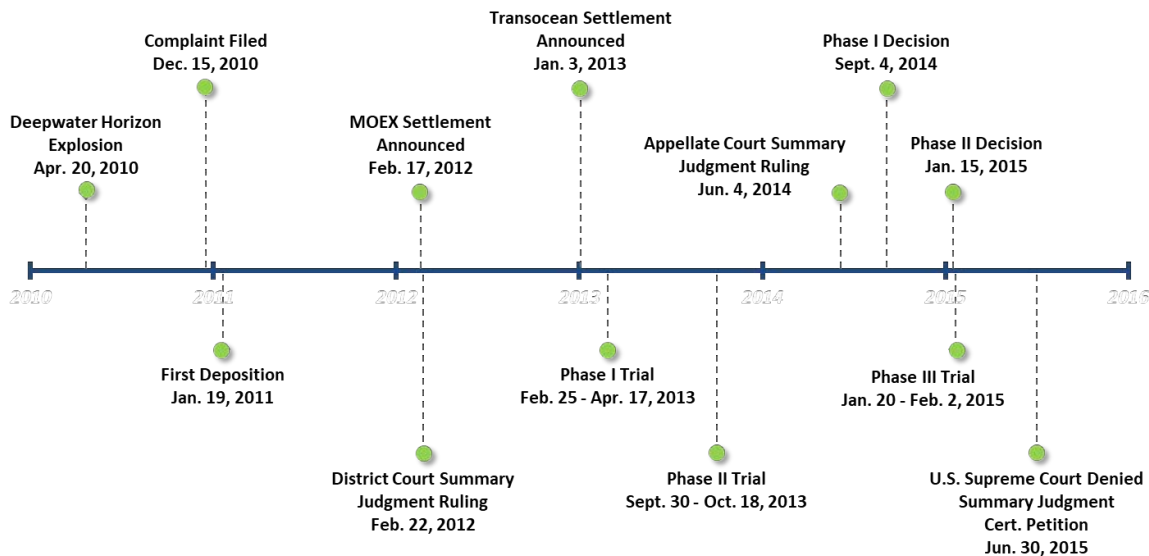 Transocean Settlement
Announced
Jan. 3, 2013
Complaint Filed
Dec. 15, 2010
Phase I Decision
Sept. 4, 2014
Deepwater Horizon
Explosion
Apr. 20, 2010
MOEX Settlement
Announced
Feb. 17, 2012
Appellate Court Summary
Judgment Ruling
Jun. 4, 2014
Phase II Decision
Jan. 15, 2015
2010
2011
2012
2013
2014
2015
2016
First Deposition
Jan. 19, 2011
Phase I Trial
Feb. 25 - Apr. 17, 2013
Phase III Trial
Jan. 20 - Feb. 2, 2015
District Court Summary
Judgment Ruling
Feb. 22, 2012
Phase II Trial
Sept. 30 - Oct. 18, 2013
U.S. Supreme Court Denied
Summary Judgment
Cert. Petition
Jun. 30, 2015